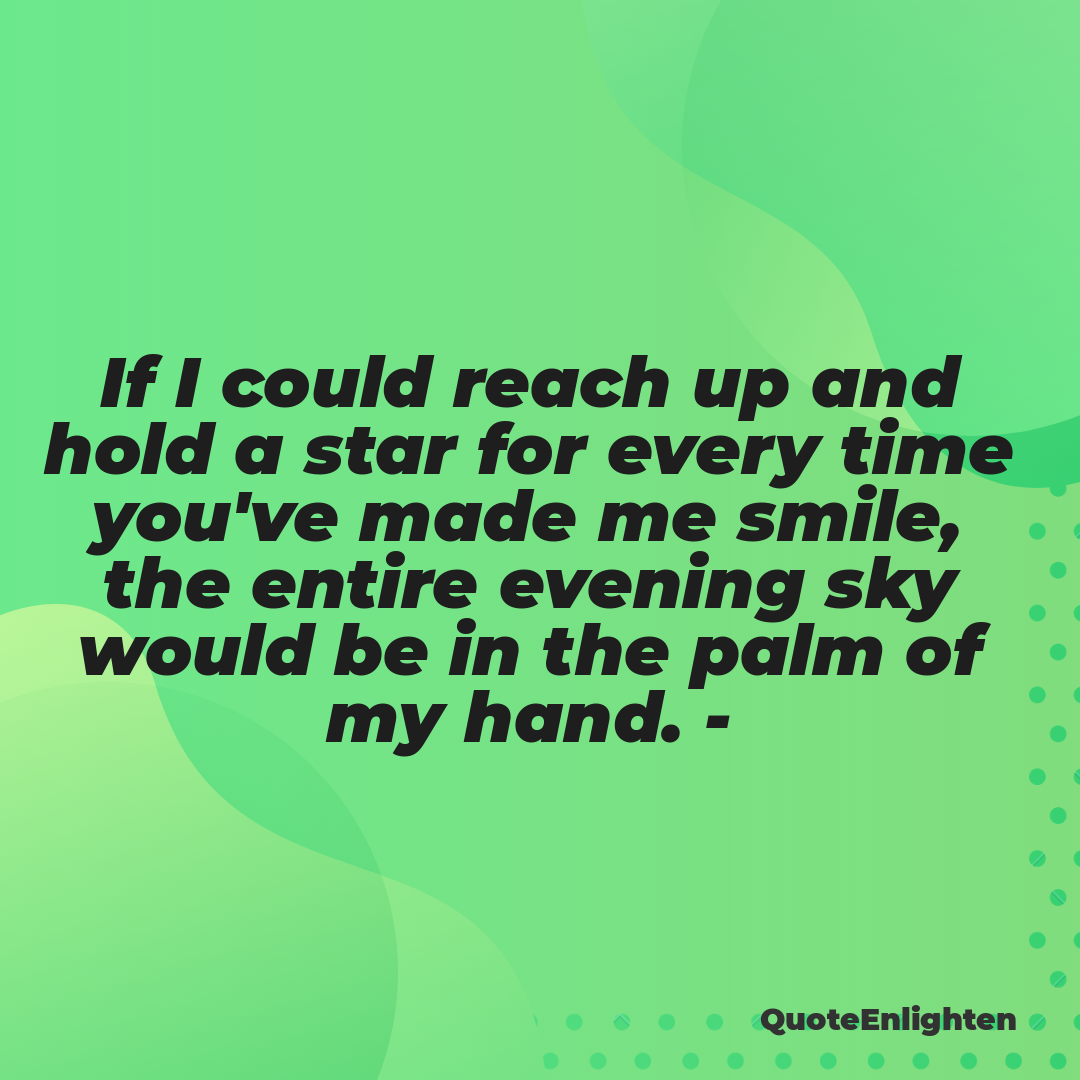 If I could reach up and
hold a star for every time
you've made me smile,
the entire evening sky
would be in the palm of
my hand. -
QuoteEnlighten